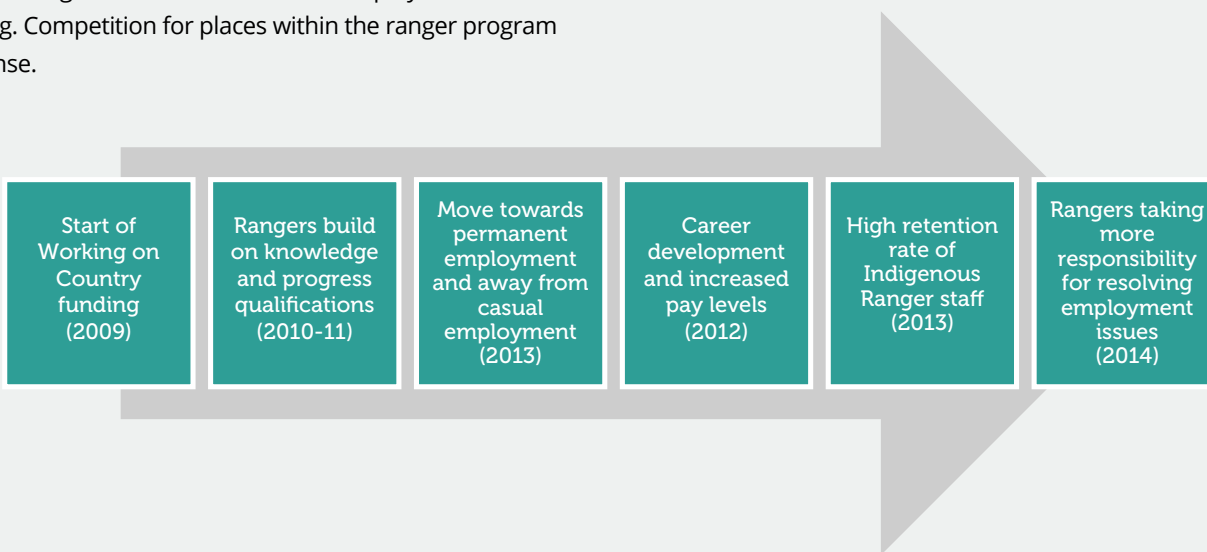 g. Competition for places within the ranger program
nse.
Start of
Working on
Country
funding
(2009)
Rangers build
on knowledge
and progress
qualifications
(2010-11)
Move towards
permanent
employment
and away from
casual
employment
(2013)
Career
development
and increased
pay levels
(2012)
High retention
rate of
Indigenous
Ranger staff
(2013)
Rangers taking
more
responsibility
for resolving
employment
issues
(2014)